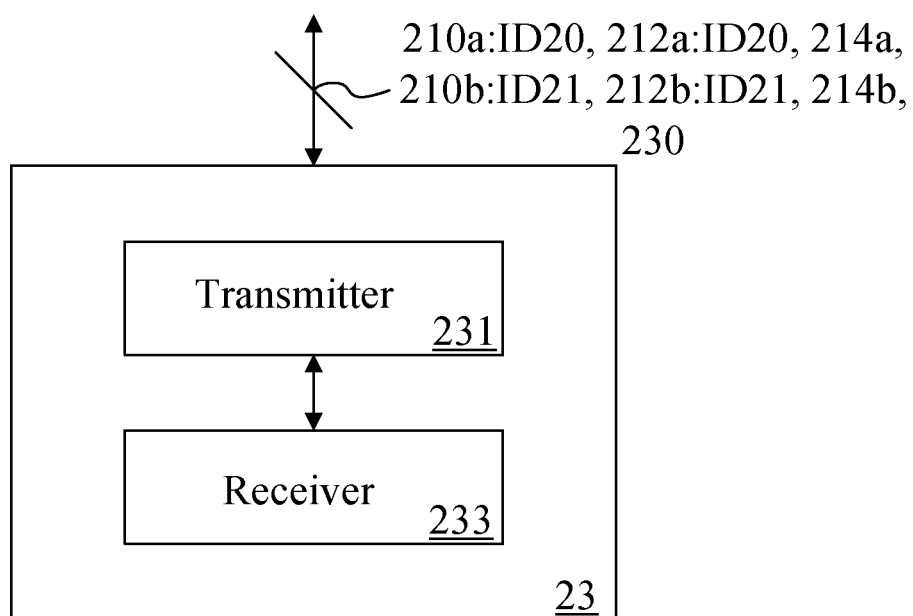 210a:ID20, 212a:ID20, 214a,
210b:ID21, 212b:ID21, 214b,
230
Transmitter
231
Receiver
233
23